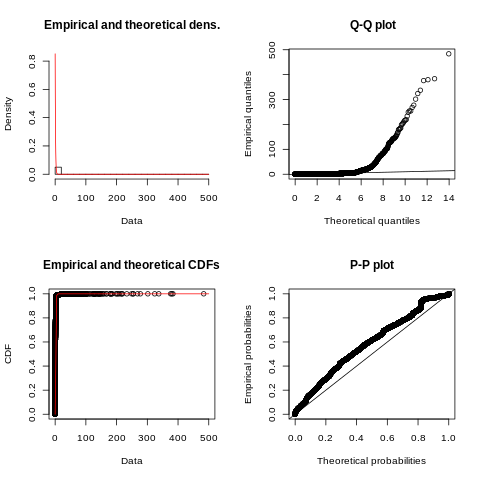 Empirical and theoretical dens.
Density
0.0 0.2 0.4 0.6 0.8
0 100 200 300 400 500
Data
Q-Q plot
Empirical quantiles
0 100 300 500
0 2 4 6 8 10 12 14
Theoretical quantiles
Empirical and theoretical CDFs
CDF
0.0 0.2 0.4 0.6 0.8 1.0
0 100 200 300 400 500
Data
P-P plot
Empirical probabilities
0.0 0.2 0.4 0.6 0.8 1.0
0.0 0.2 0.4 0.6 0.8 1.0
Theoretical probabilities